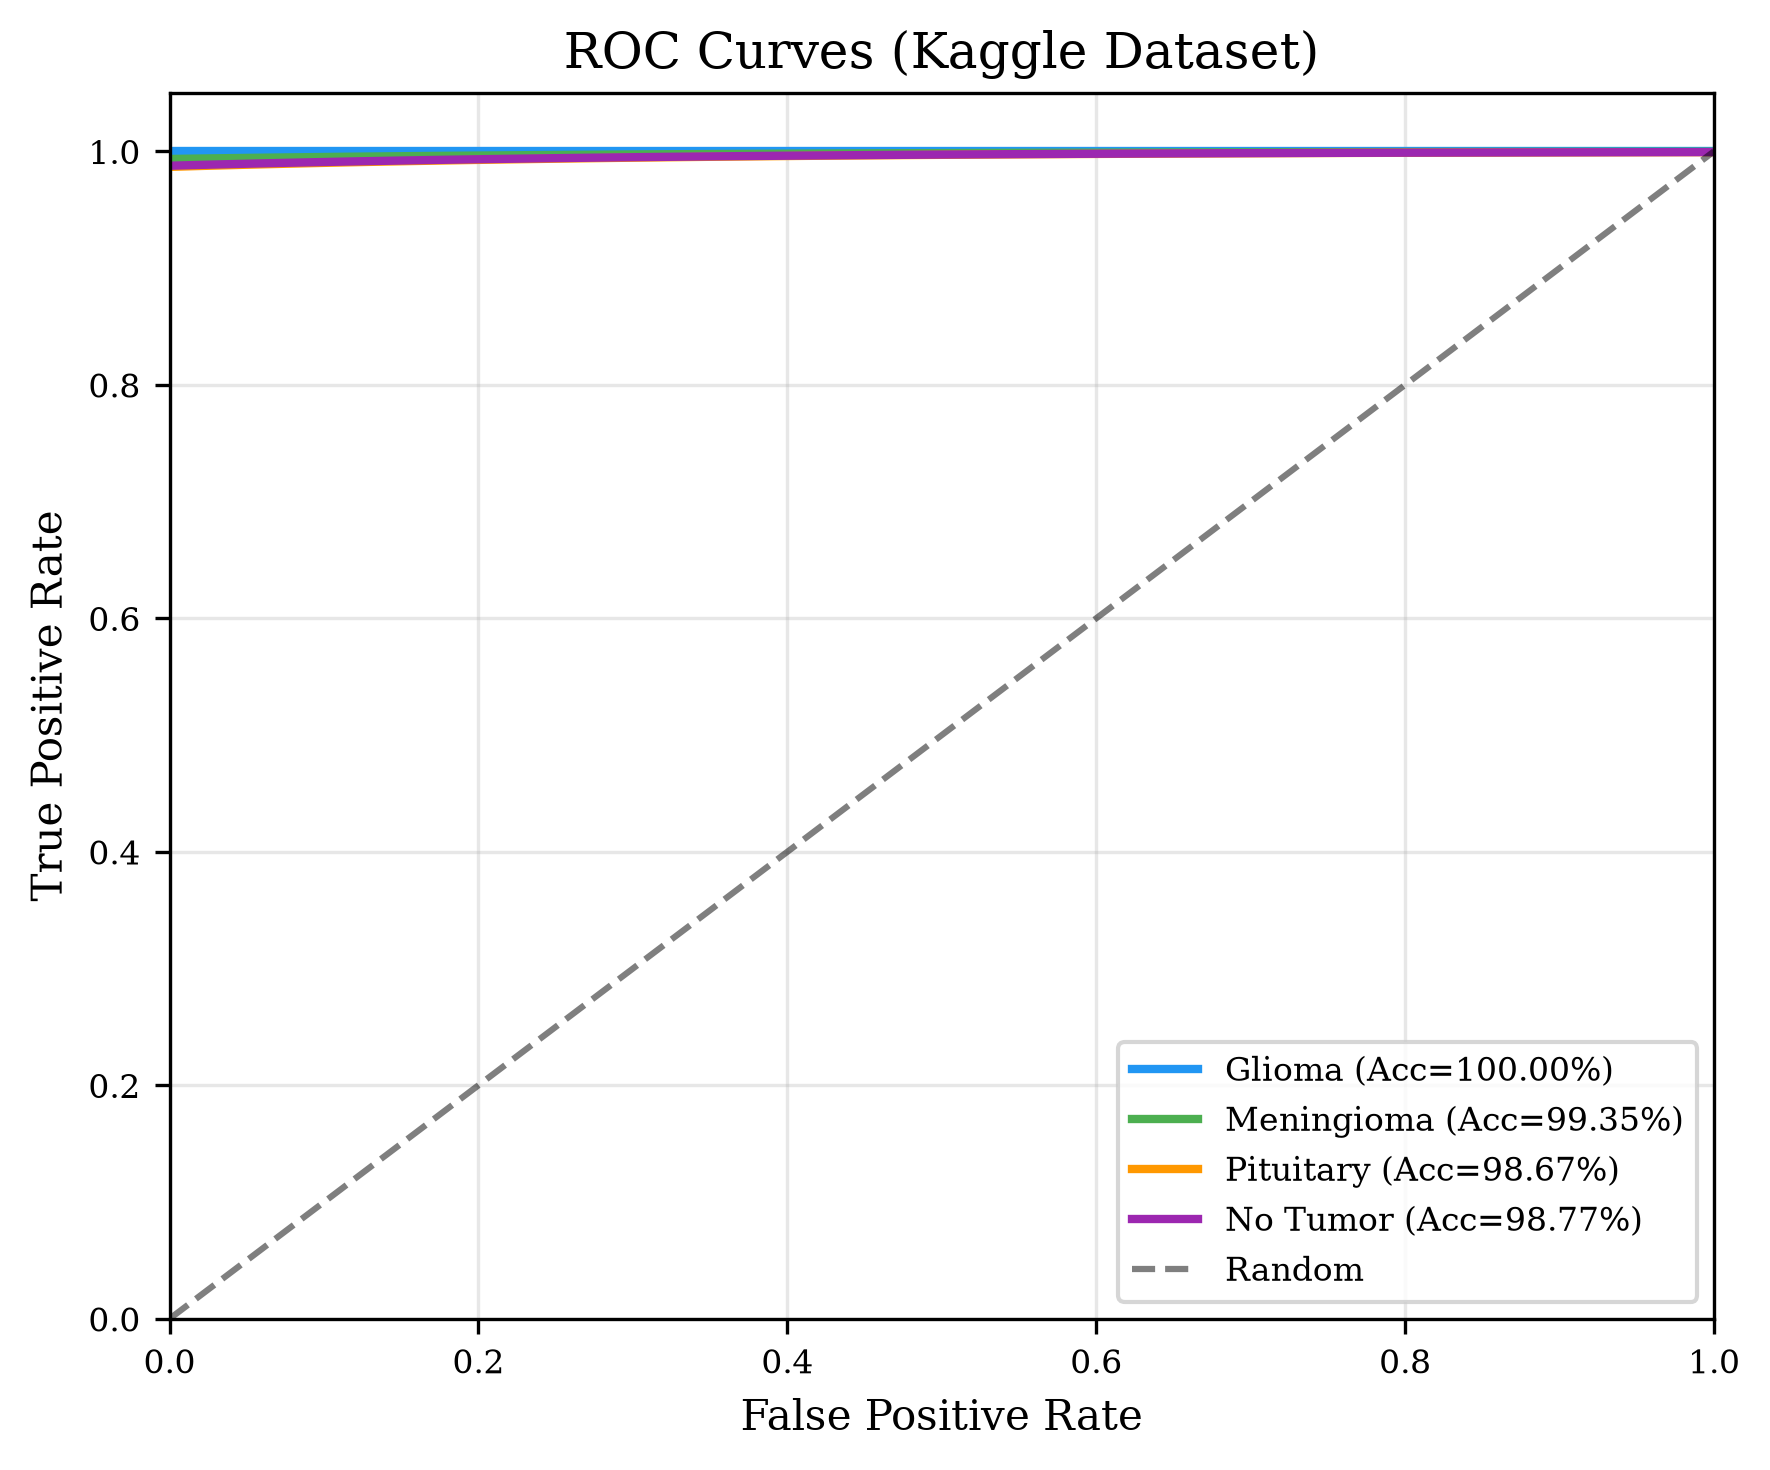 ROC Curves (Kaggle Dataset)
True Positive Rate
1.0
0.8
0.6
0.4
0.2
0.0
Glioma (Acc=100.00%)
Meningioma (Acc=99.35%)
Pituitary (Acc=98.67%)
No Tumor (Acc=98.77%)
Random
0.0 0.2 0.4 0.6 0.8 1.0
False Positive Rate